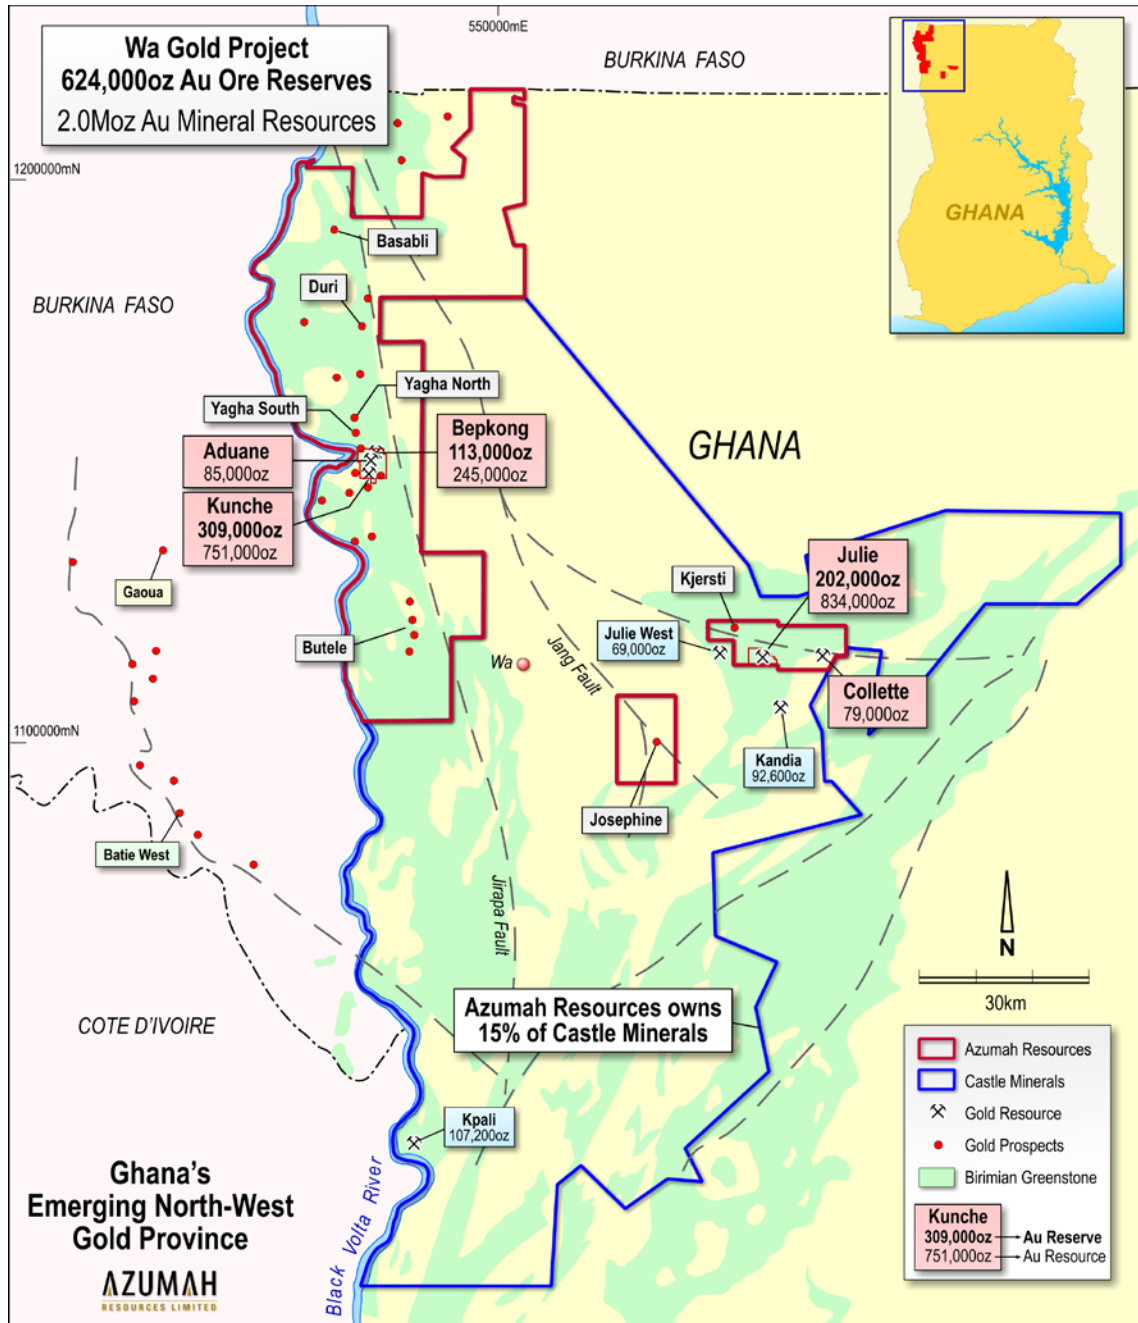 550000mE
Wa Gold Project
624,000oz Au Ore Reserves
2.0Moz Au Mineral Resources
BURKINA FASO
1200000mN
GHANA
Basabli
BURKINA FASO
Duri
Yagha North
Yagha South
Bepkong
113,000oz
245,000oz
GHANA
Aduane
85,000oz
Kunche
309,000oz
751,000oz
Julie
202,000oz
834,000oz
Gaoua
Kjersti
Julie West
69,000oz
Butele
Wa
Jang Fault
Collette
79,000oz
1100000mN
Kandia
92,600oz
Josephine
Batie West
Jirapa Fault
N
30km
Azumah Resources owns
15% of Castle Minerals
COTE D'IVOIRE
Azumah Resources
Castle Minerals
Gold Resource
Gold Prospects
Birimian Greenstone
Kunche
309,000oz
751,000oz
Au Reserve
Au Resource
Kpali
107,200oz
Black Volta River
Ghana's
Emerging North-West
Gold Province
AZUMAH
RESOURCES LIMITED